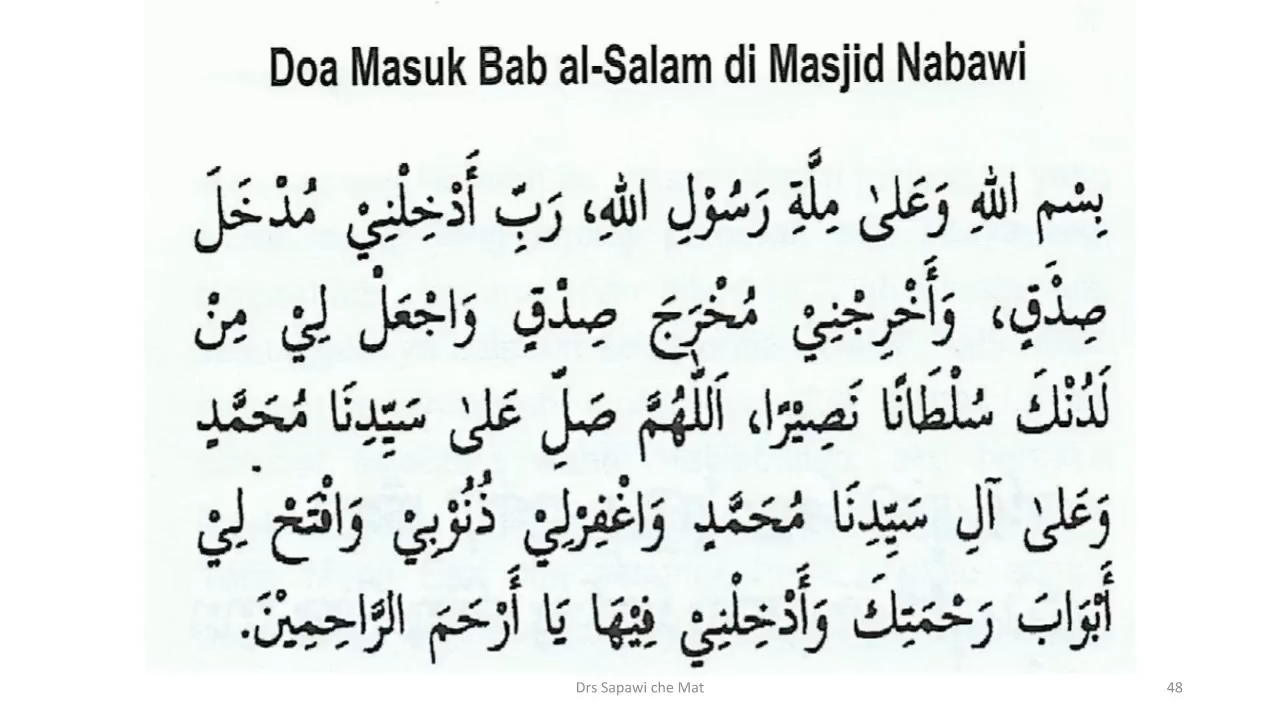 Doa Masuk Bab al-Salam di Masjid Nabawi
بِسْمِ اللهِ وَعَلىٰ مِلَّةِ رَسُوْلِ اللهِ، رَبِّ أَدْخِلْنِيْ مُدْخَلَ
صِدْقٍ، وَأَخْرِجْنِيْ مُخْرَجَ صِدْقٍ وَاجْعَلْ لِيْ مِنْ
لَدُنْكَ سُلْطَانًا نَصِيْرًا، اَللّٰهُمَّ صَلِّ عَلىٰ سَيِّدِنَا مُحَمَّدٍ
وَعَلىٰ آلِ سَيِّدِنَا مُحَمَّدٍ وَاغْفِرْلِيْ ذُنُوْبِيْ وَافْتَحْ لِيْ
أَبْوَابَ رَحْمَتِكَ وَأَدْخِلْنِيْ فِيْهَا يَا أَرْحَمَ الرَّاحِمِيْنَ.
Drs Sapawi che Mat
48